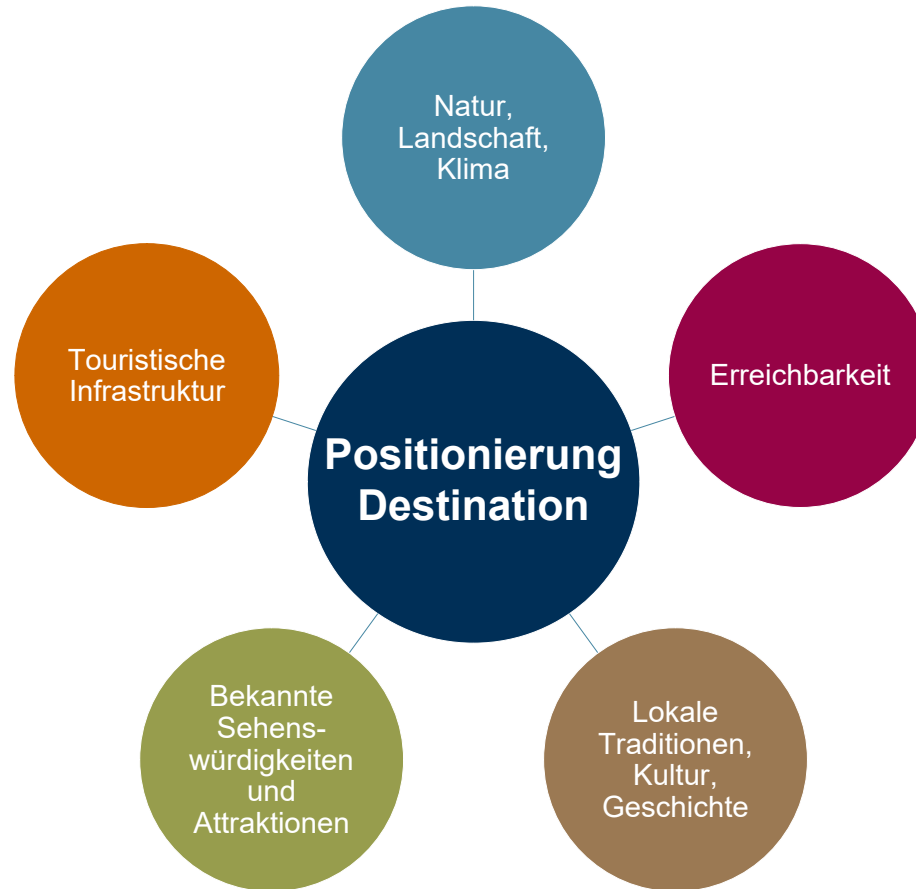 Natur,
Landschaft,
Klima
Touristische
Infrastruktur
Erreichbarkeit
Positionierung
Destination
Bekannte
Sehens-
würdigkeiten
und
Attraktionen
Lokale
Traditionen,
Kultur,
Geschichte